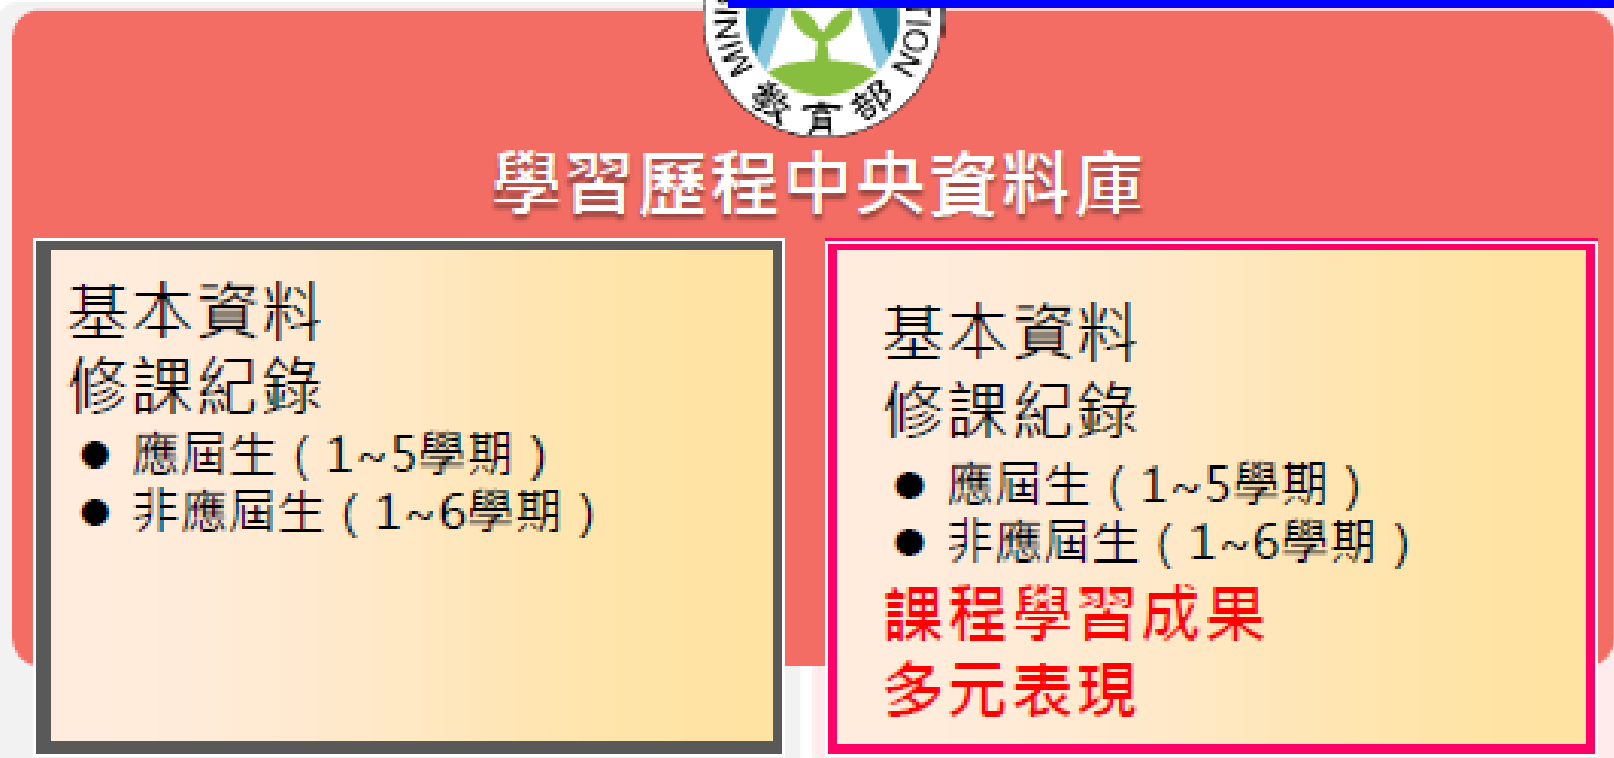 MINI
TION
教育部
學習歷程中央資料庫
基本資料
修課紀錄
● 應屆生（1~5學期）
● 非應屆生（1~6學期）
基本資料
修課紀錄
● 應屆生（1~5學期）
● 非應屆生（1~6學期）
課程學習成果
多元表現